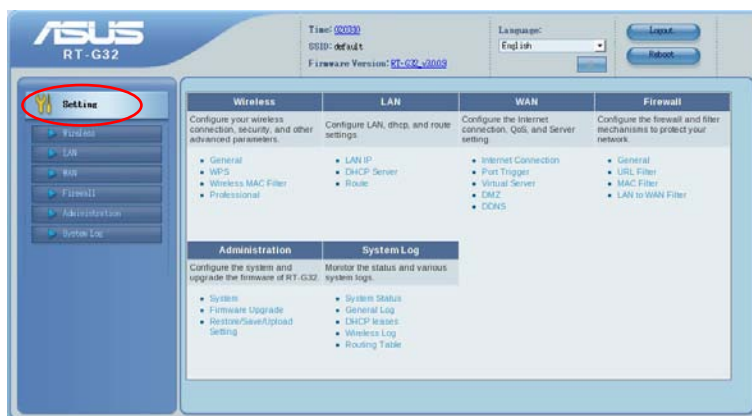 ASUS
RT-G32
Time: 020330
SSID: default
Firmware Version: RT-G32_v3.0.0.9
Language:
English
Logout
Reboot
Setting
Wireless
LAN
WAN
Firewall
Administration
System Log
Wireless
Configure your wireless
connection, security, and other
advanced parameters.
General
WPS
Wireless MAC Filter
Professional
LAN
Configure LAN, dhcp, and route
settings.
LAN IP
DHCP Server
Route
WAN
Configure the Internet
connection, QoS, and Server
setting.
Internet Connection
Port Trigger
Virtual Server
DMZ
DDNS
Firewall
Configure the firewall and filter
mechanisms to protect your
network.
General
URL Filter
MAC Filter
LAN to WAN Filter
Administration
Configure the system and
upgrade the firmware of RT-G32.
System
Firmware Upgrade
Restore/Save/Upload
Setting
System Log
Monitor the status and various
system logs.
System Status
General Log
DHCP leases
Wireless Log
Routing Table